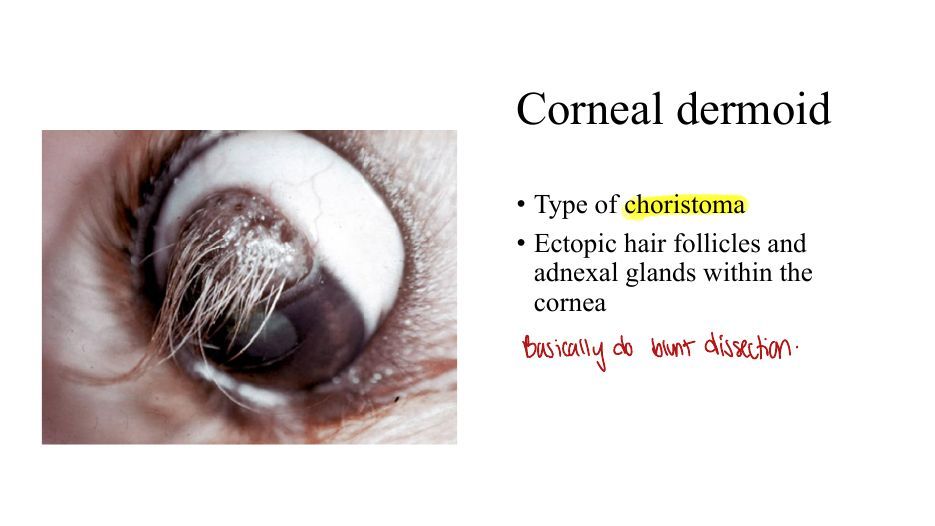 Corneal dermoid
• Type of choristoma
• Ectopic hair follicles and
adnexal glands within the
cornea
Basically do blunt dissection.